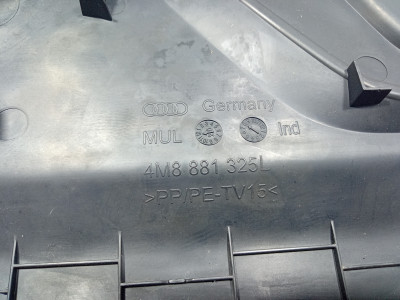 Germany
MUL Ind
4M8 881 325L
>PP/PE-TV15<